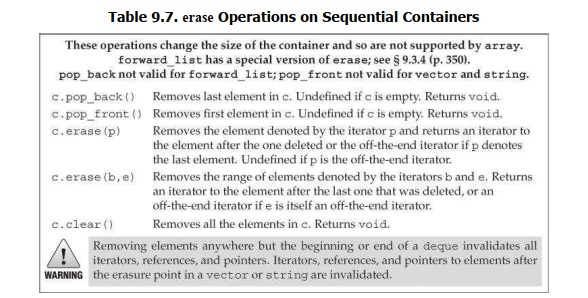 Table 9.7. erase Operations on Sequential Containers
These operations change the size of the container and so are not supported by array.
forward_list has a special version of erase; see § 9.3.4 (p. 350).
pop_back not valid for forward_list; pop_front not valid for vector and string.
c.pop_back() Removes last element in c. Undefined if c is empty. Returns void.
c.pop_front() Removes first element in c. Undefined if c is empty. Returns void.
c.erase(p) Removes the element denoted by the iterator p and returns an iterator to
the element after the one deleted or the off-the-end iterator if p denotes
the last element. Undefined if p is the off-the-end iterator.
c.erase(b,e) Removes the range of elements denoted by the iterators b and e. Returns
an iterator to the element after the last one that was deleted, or an
off-the-end iterator if e is itself an off-the-end iterator.
c.clear() Removes all the elements in c. Returns void.
Removing elements anywhere but the beginning or end of a deque invalidates all
iterators, references, and pointers. Iterators, references, and pointers to elements after
the erasure point in a vector or string are invalidated.
WARNING